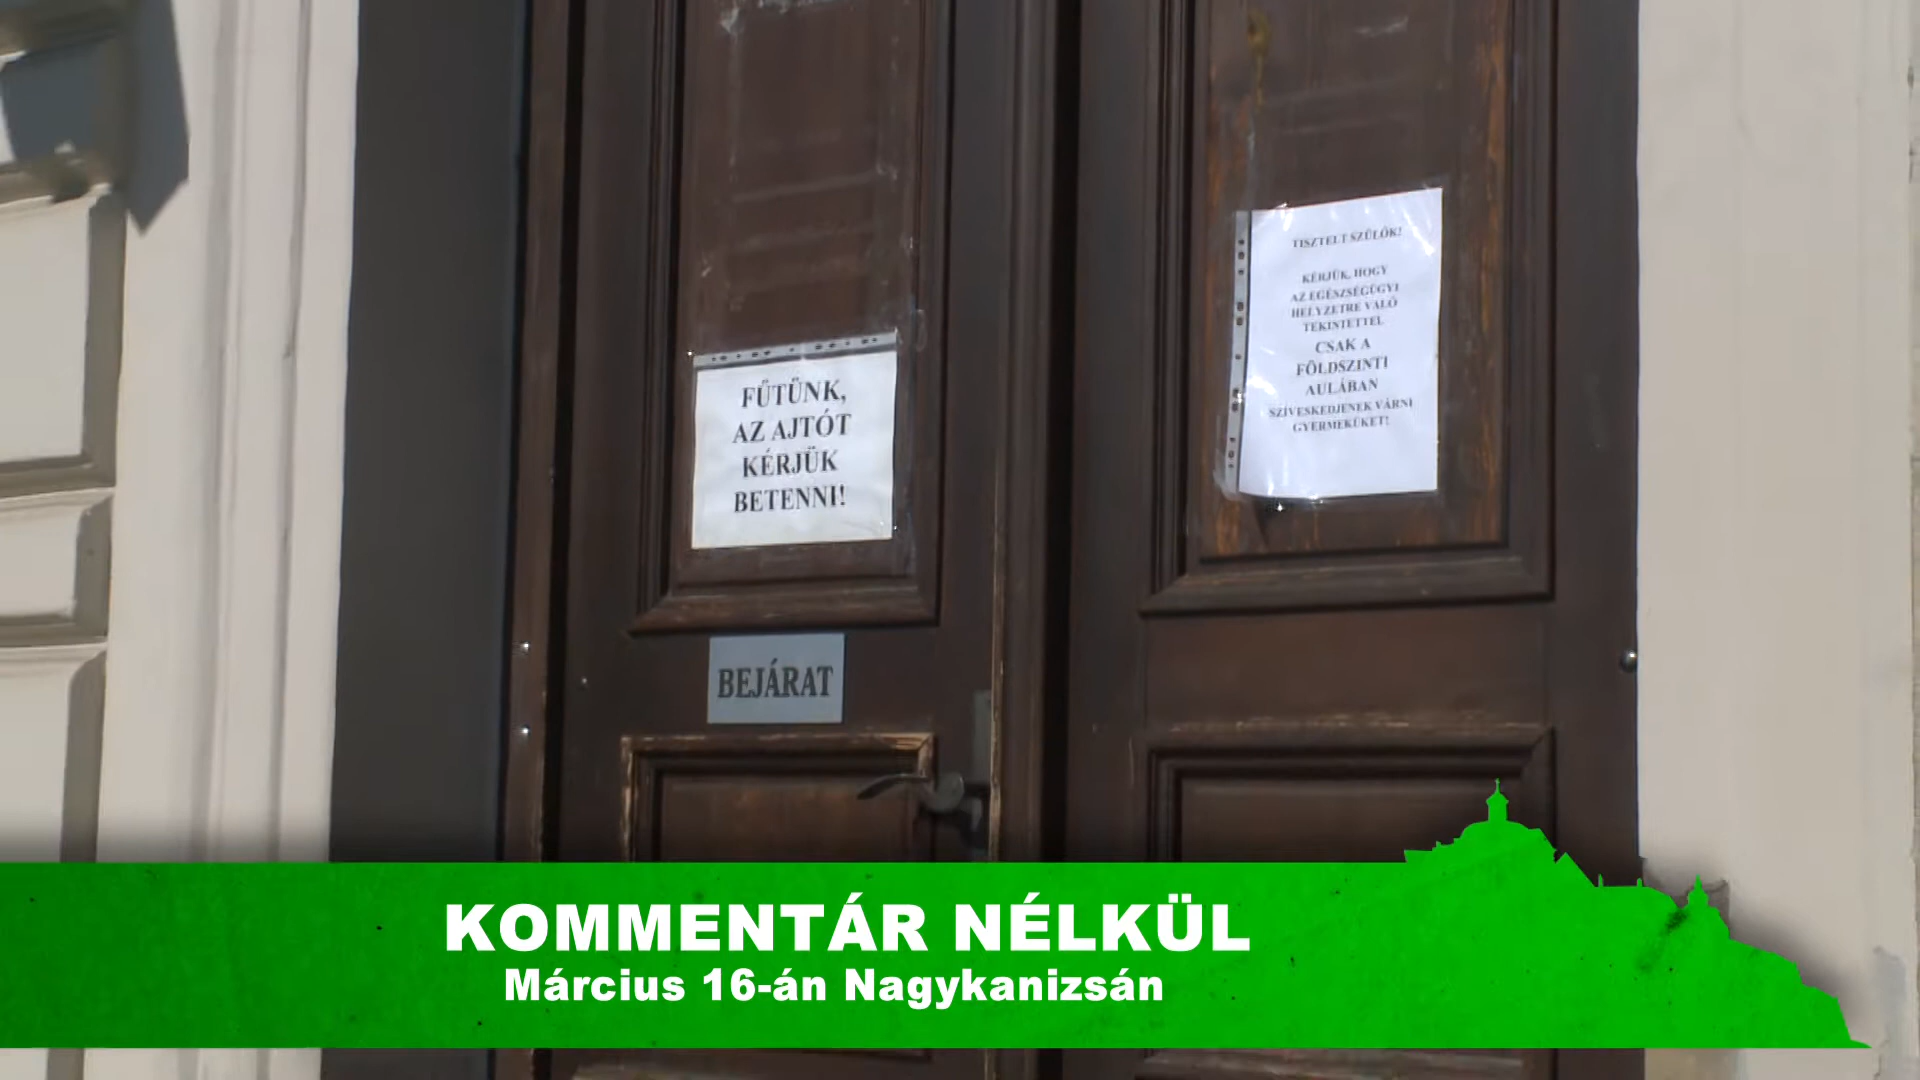 FŰTÜNK,
AZ AJTÓT
KÉRJÜK
BETENNI!
BEJÁRAT
TISZTELT SZÜLŐK!
KÉRJÜK, HOGY
AZ EGÉSZSÉGÜGYI
HELYZETRE VALÓ
TEKINTETTEL
CSAK A
FÖLDSZINTI
AULÁBAN
SZÍVESKEDJENEK VÁRNI
GYERMEKÜKET!
KOMMENTÁR NÉLKÜL
Március 16-án Nagykanizsán